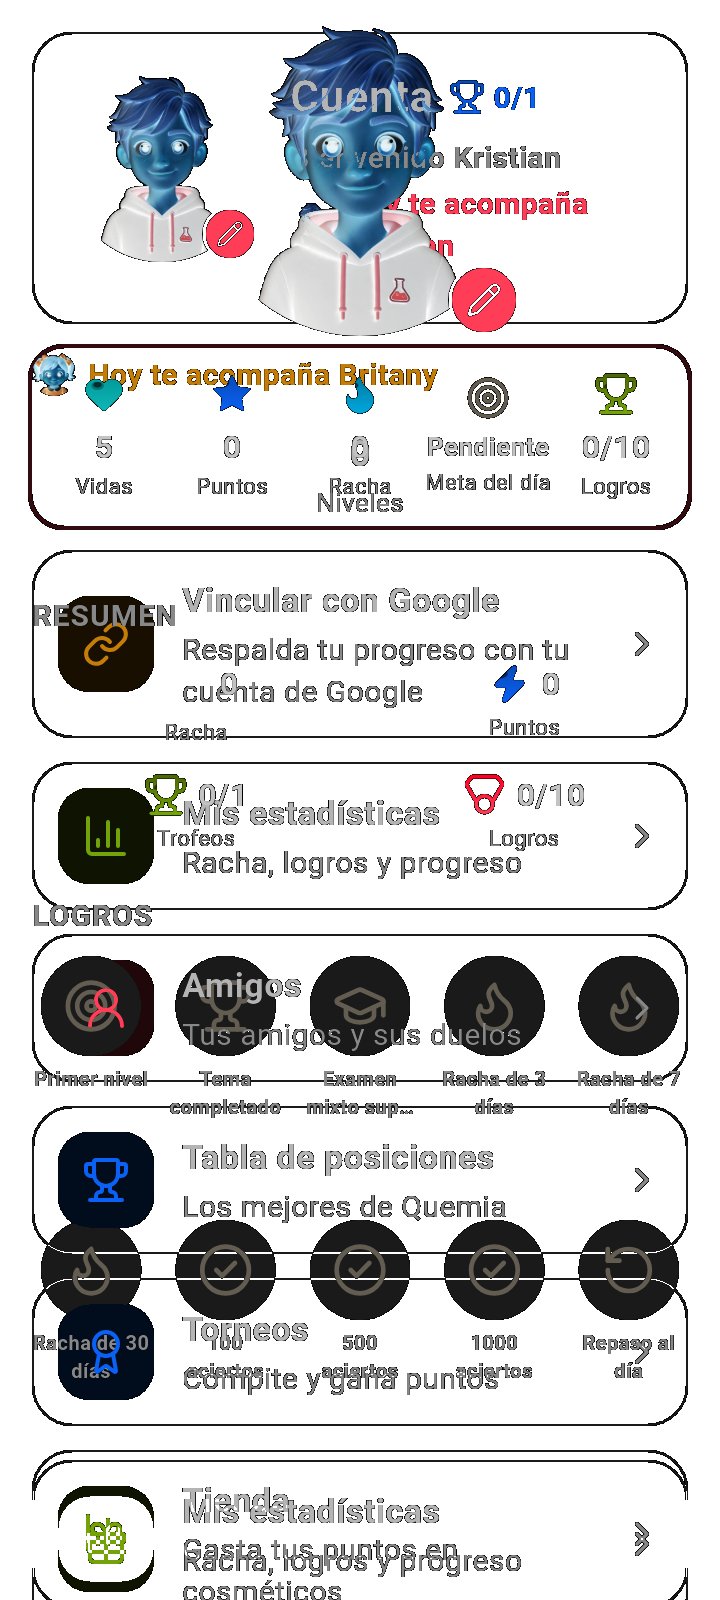 Cuenta 0/1
Kristian
te acompaña
Hoy te acompaña Britany
5 0 Pendiente 0/10
Vidas Puntos Racha Meta del día Logros
Niveles
RESUMEN
Vincular con Google
Respalda tu progreso con tu
cuenta de Google
0 0
Racha Puntos
0/1 0/10
Mis estadísticas
Trofeos Logros
Racha, logros y progreso
LOGROS
Amigos
Tus amigos y sus duelos
Primer nivel Tema completado Examen mixto sup... Racha de 3 días Racha de 7 días
Tabla de posiciones
Los mejores de Quemia
Torneos
Racha de 30 días 100 aciertos 500 aciertos 1000 aciertos Repaso al día
Compite y gana puntos
Tienda
Mis estadísticas
Gasta tus puntos en
Racha, logros y progreso
cosméticos